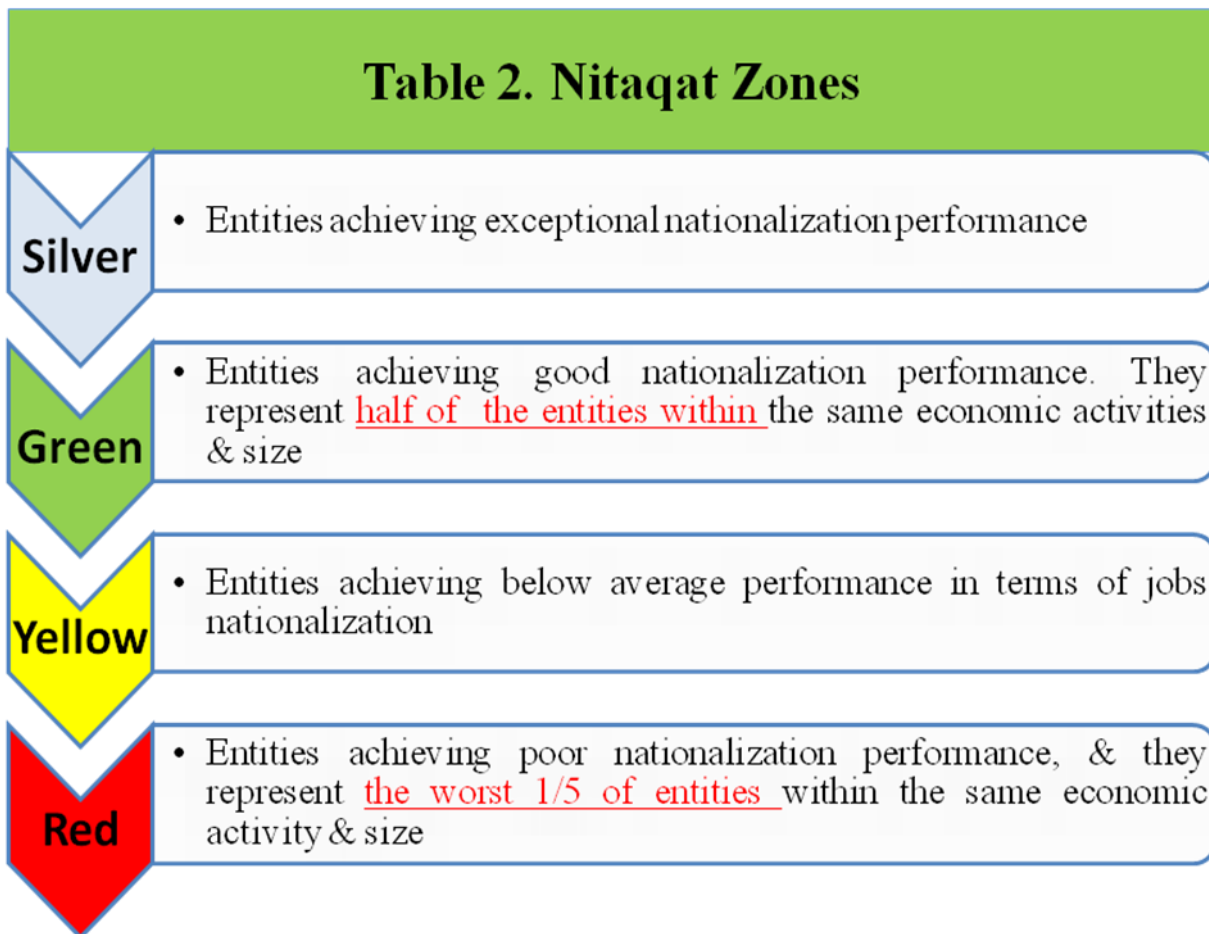 Table 2. Nitaqat Zones
Silver
• Entities achieving exceptional nationalization performance
Green
• Entities achieving good nationalization performance. They
represent half of the entities within the same economic activities
& size
Yellow
• Entities achieving below average performance in terms of jobs
nationalization
Red
• Entities achieving poor nationalization performance, & they
represent the worst 1/5 of entities within the same economic
activity & size